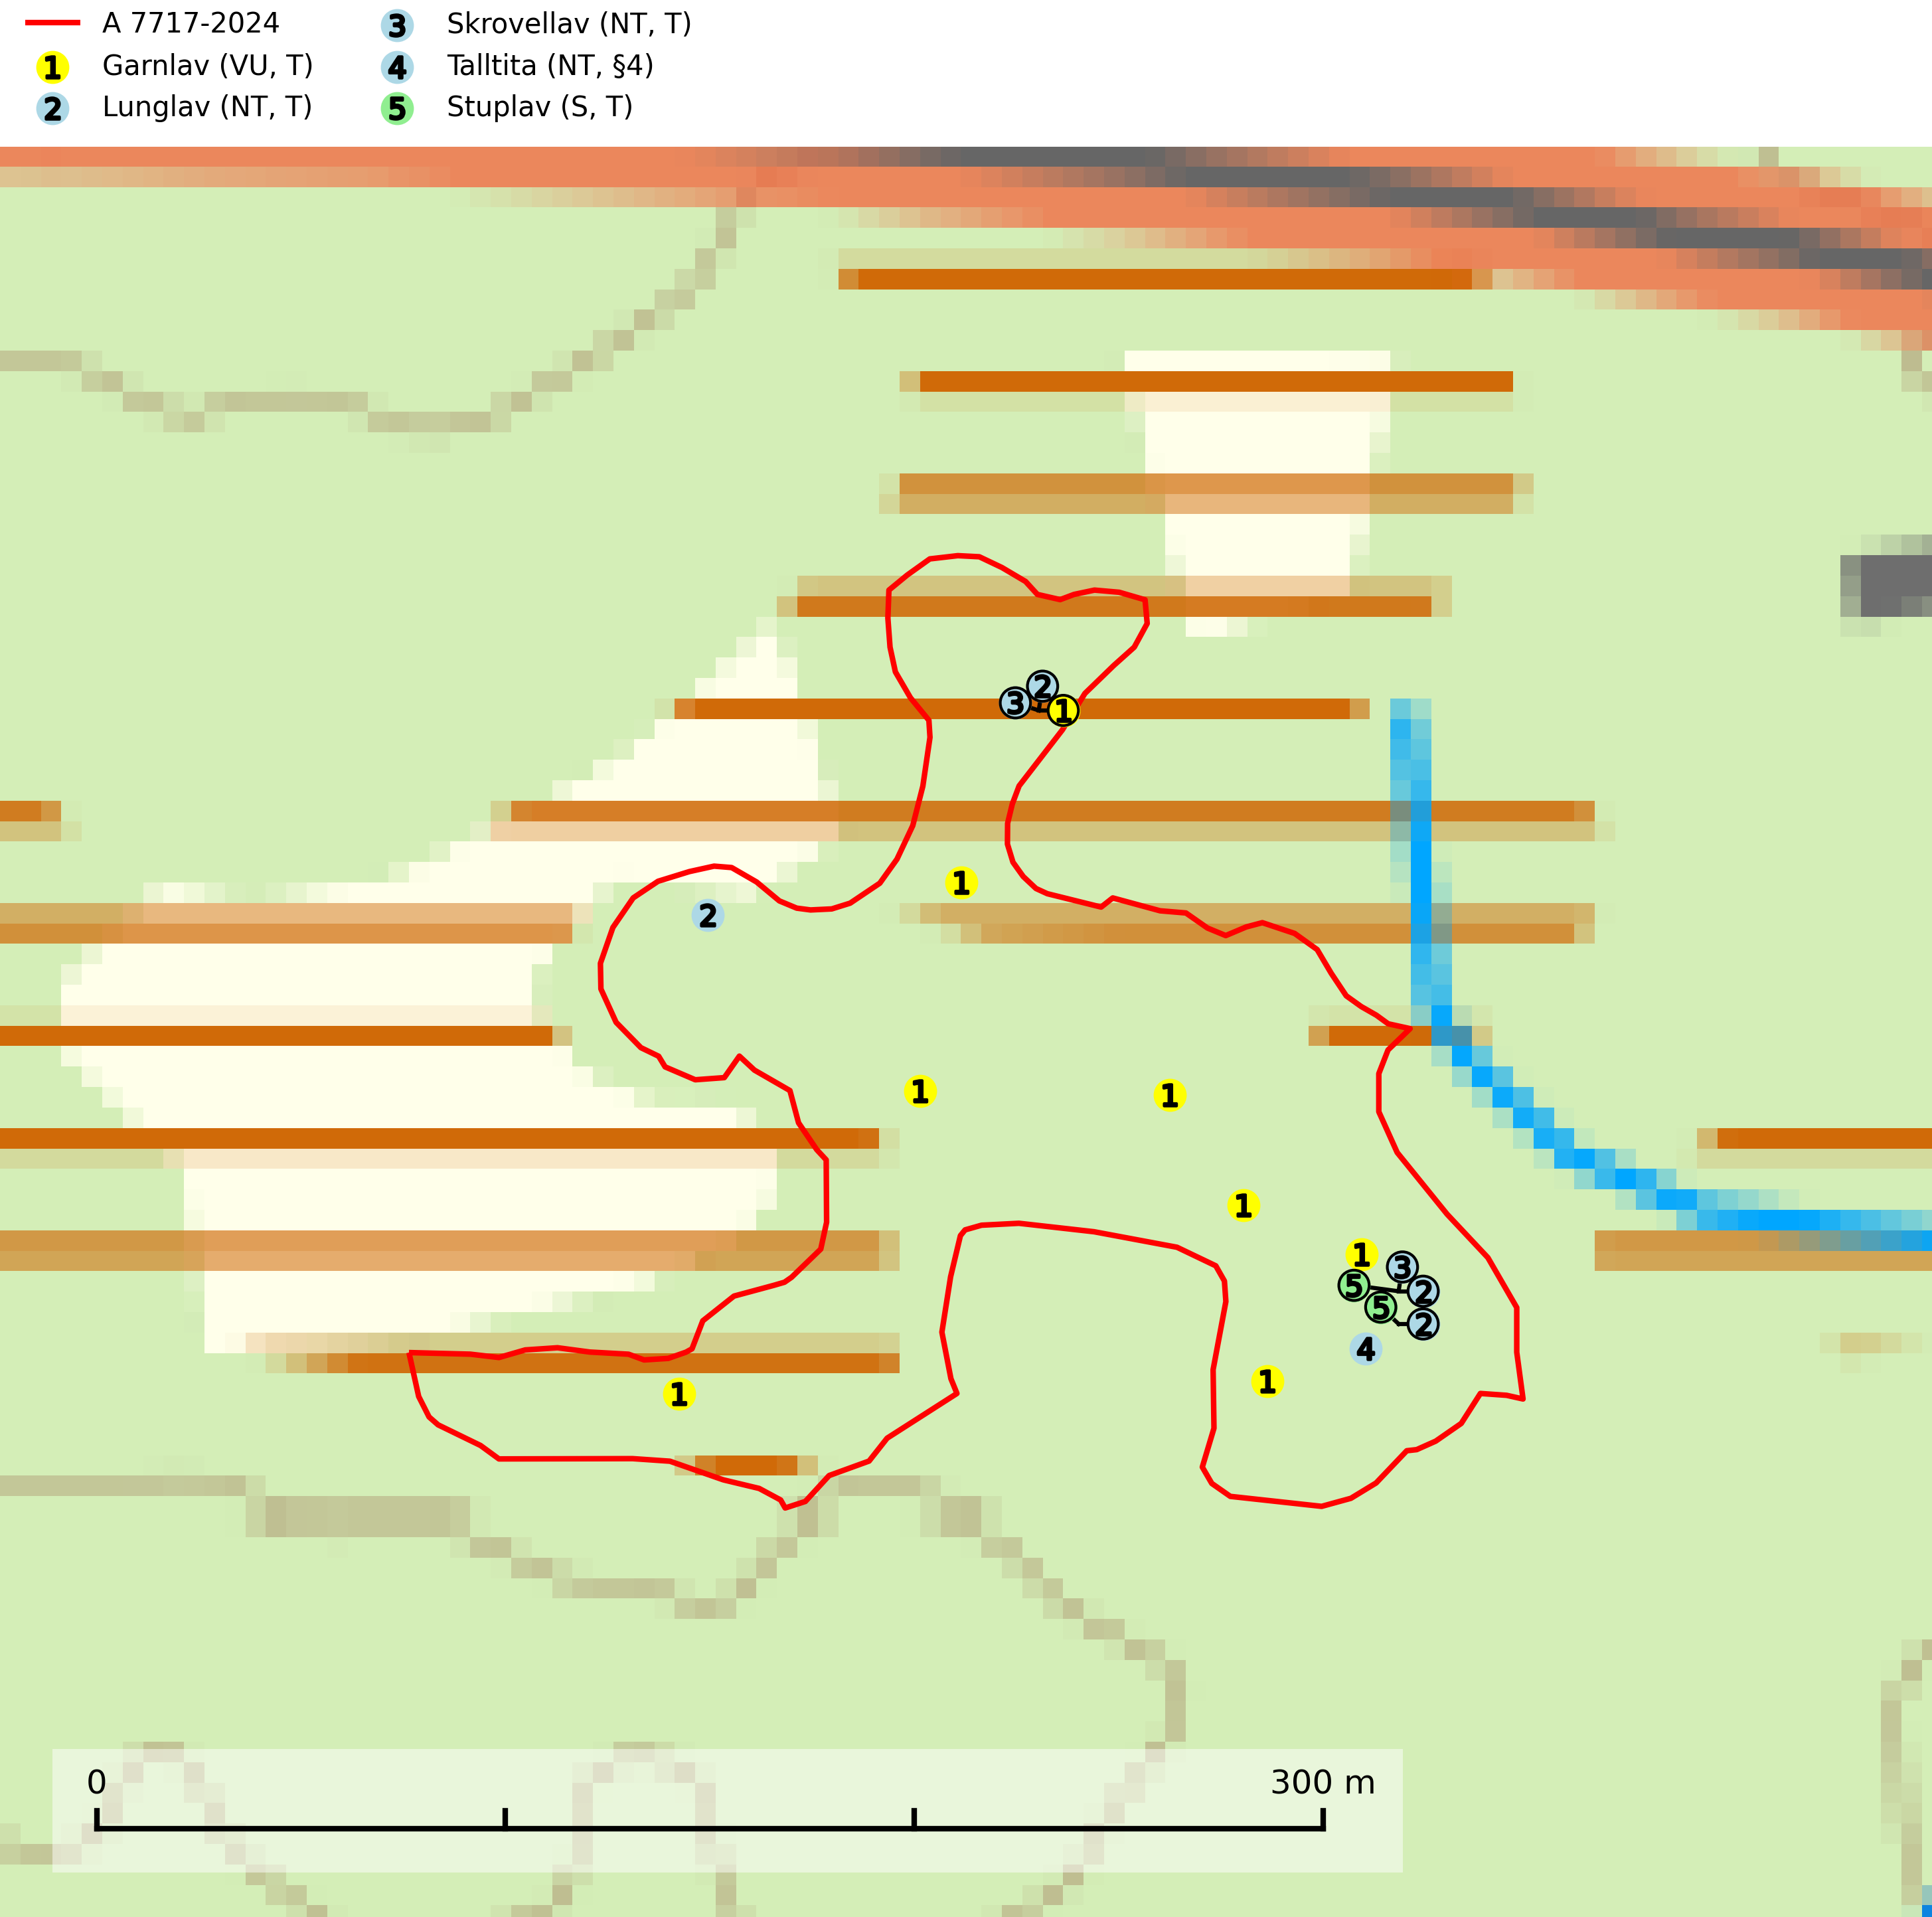 A 7717-2024
1 Garnlav (VU, T)
2 Lunglav (NT, T)
3 Skrovellav (NT, T)
4 Talltita (NT, §4)
5 Stuplav (S, T)
2
3 1
1
2
1
1
1
1
3
5 2
5
2
4
1
1
0 300 m